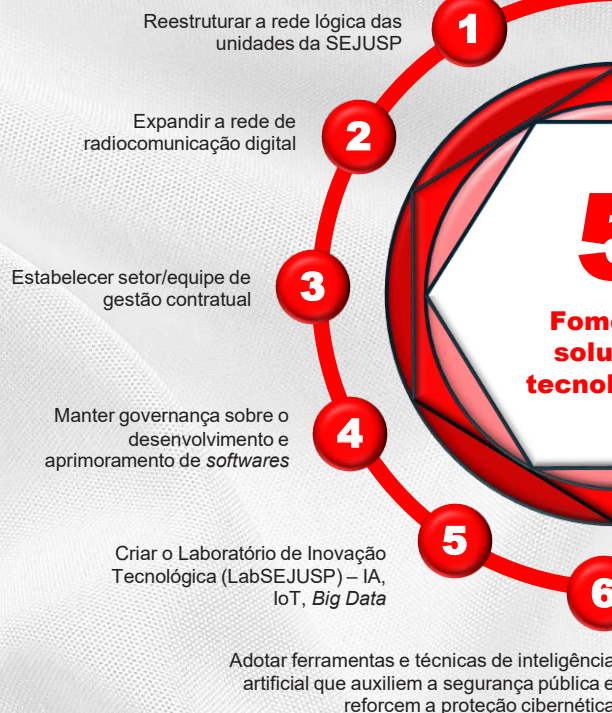 Reestruturar a rede lógica das
unidades da SEJUSP
1
Expandir a rede de
radiocomunicação digital
2
Estabelecer setor/equipe de
gestão contratual
3
Manter governança sobre o
desenvolvimento e
aprimoramento de softwares
4
Criar o Laboratório de Inovação
Tecnológica (LabSEJUSP) – IA,
IoT, Big Data
5
6
Adotar ferramentas e técnicas de inteligência
artificial que auxiliem a segurança pública e
reforcem a proteção cibernética